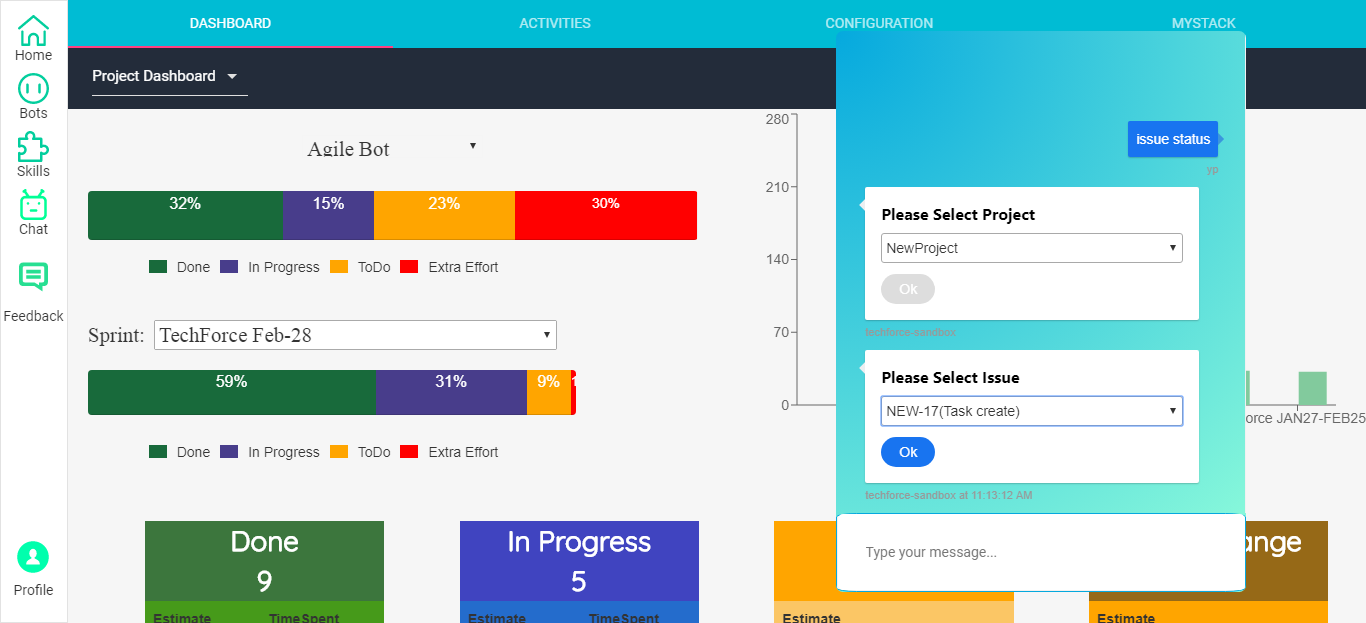 DASHBOARD
ACTIVITIES
CONFIGURATION
MYSTACK
Home
Bots
Skills
Chat
Feedback
Profile
Project Dashboard
Agile Bot
32%
15%
23%
30%
Done
In Progress
ToDo
Extra Effort
Sprint:
TechForce Feb-28
59%
31%
9%
Done
In Progress
ToDo
Extra Effort
280
210
140
70
0
orce JAN27-FEB25
issue status
yp
Please Select Project
NewProject
Ok
techforce-sandbox
Please Select Issue
NEW-17(Task create)
Ok
techforce-sandbox at 11:13:12 AM
Type your message...
Done
9
Estimate
TimeSpent
In Progress
5
Estimate
TimeSpent
Estimate
ange
Estimate